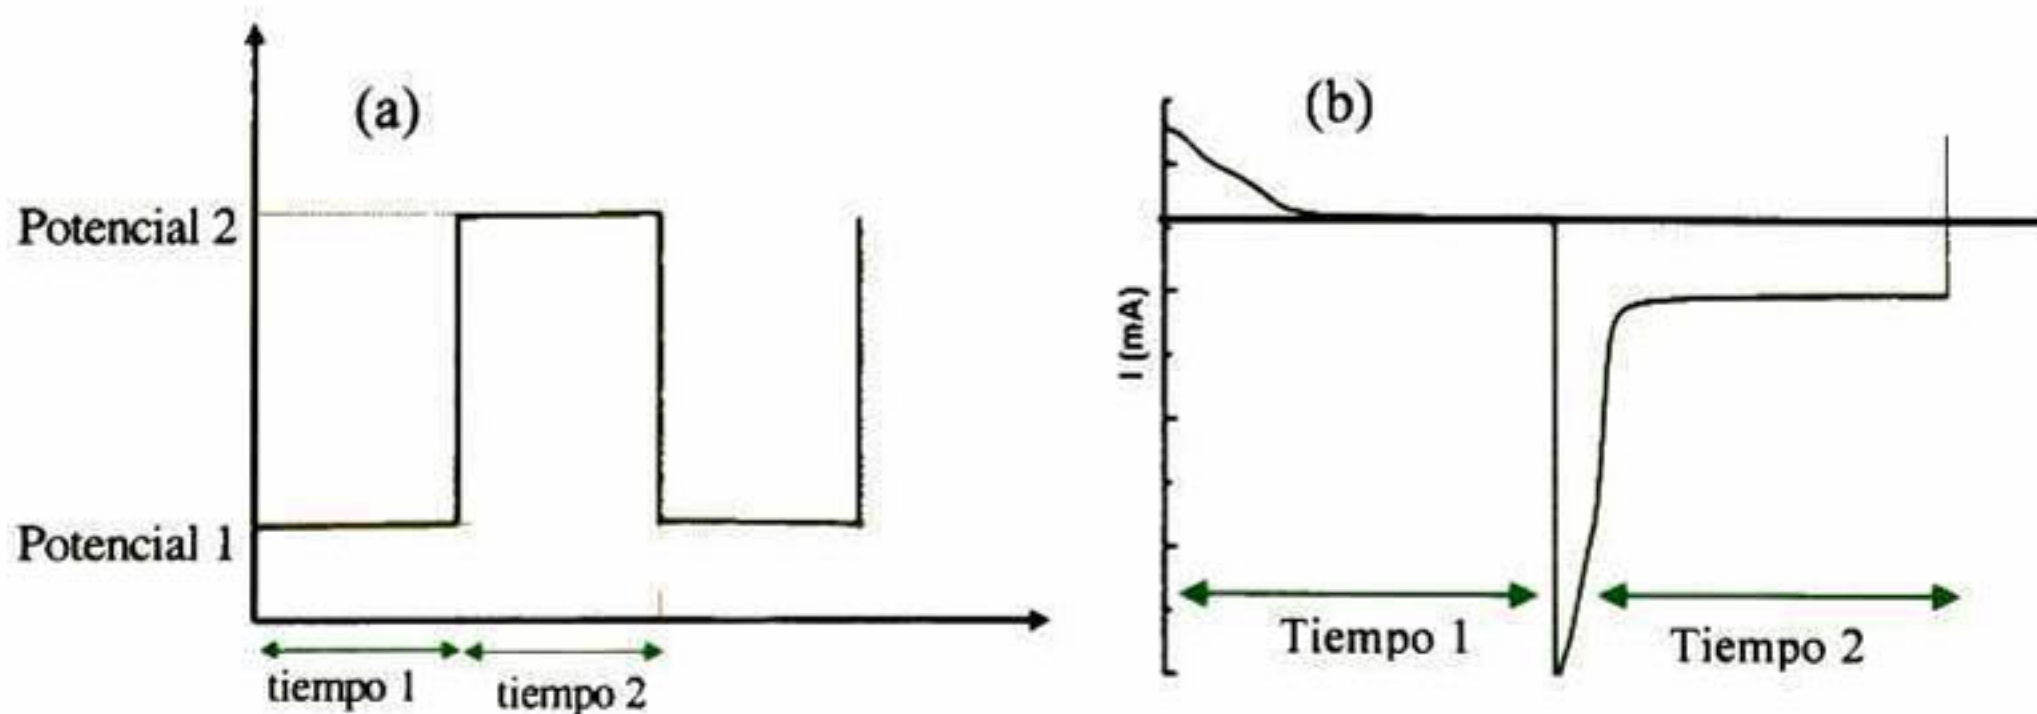 (a)
Potencial 2
Potencial 1
tiempo 1
tiempo 2
(b)
I (mA)
Tiempo 1
Tiempo 2